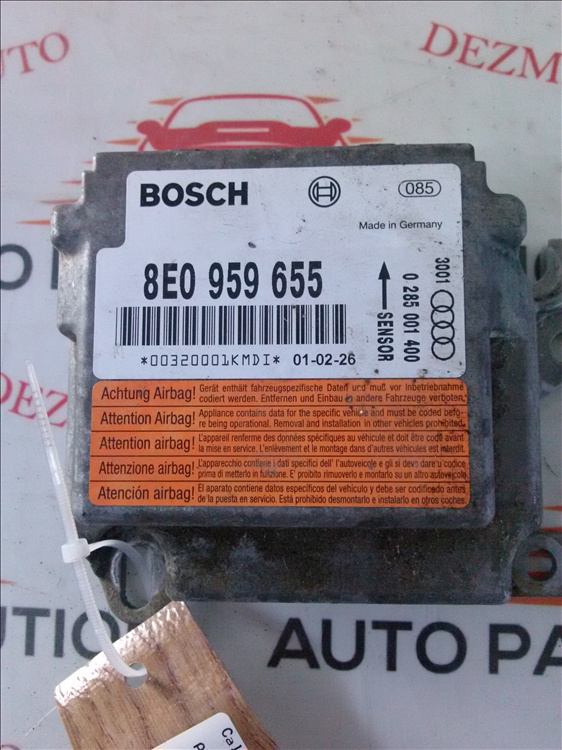 AUTO
DEZM
BOSCH
085
Made in Germany
8E0 959 655
*00320001KMDI* 01-02-26
SENSOR
0 285 001 400
3001
Achtung Airbag! Gerät enthält fahrzeugspezifische Daten und muß vor Inbetriebnahme
codiert werden. Entfernen und Einbau in andere Fahrzeuge verboten.
Attention Airbag! Appliance contains data for the specific vehicle and must be coded befo-
re being operational. Removal and installation in other vehicles prohibited.
Attention airbag! L'appareil renferme des données spécifiques au véhicule et doit être codé avant
la mise en service. L'enlèvement et le montage dans d'autres véhicules est interdit.
Attenzione airbag! L'apparecchio contiene i dati specifici dell' l'autoveicolo e gli si deve dare u'codice
prima di metterlo in funzione. E' proibito rimuoverlo e montarlo su un altro autoveicolo.
Atención airbag! El aparato contiene datos específicos del vehículo y debe ser codificado antes
de la puesta en servicio. Está prohibido desmontarlo e instalarlo en otros coches.
UTION
AUTO PA